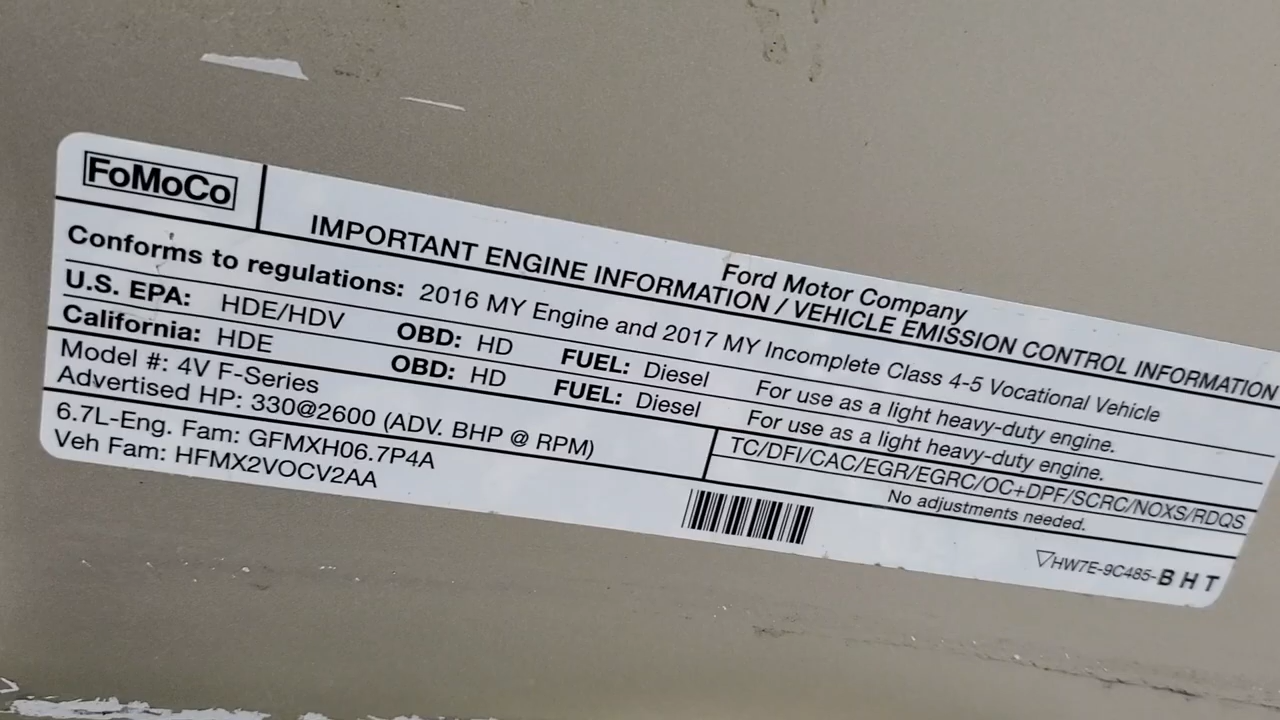 FoMoCo
Ford Motor Company
IMPORTANT ENGINE INFORMATION / VEHICLE EMISSION CONTROL INFORMATION
Conforms to regulations: 2016 MY Engine and 2017 MY Incomplete Class 4-5 Vocational Vehicle
U.S. EPA: HDE/HDV OBD: HD FUEL: Diesel For use as a light heavy-duty engine.
California: HDE OBD: HD FUEL: Diesel For use as a light heavy-duty engine.
Model #: 4V F-Series
Advertised HP: 330@2600 (ADV. BHP @ RPM)
TC/DFI/CAC/EGR/EGRC/OC+DPF/SCRC/NOXS/RDQS
No adjustments needed.
6.7L-Eng. Fam: GFMXH06.7P4A
Veh Fam: HFMX2VOCV2AA
▽HW7E-9C485-B H T